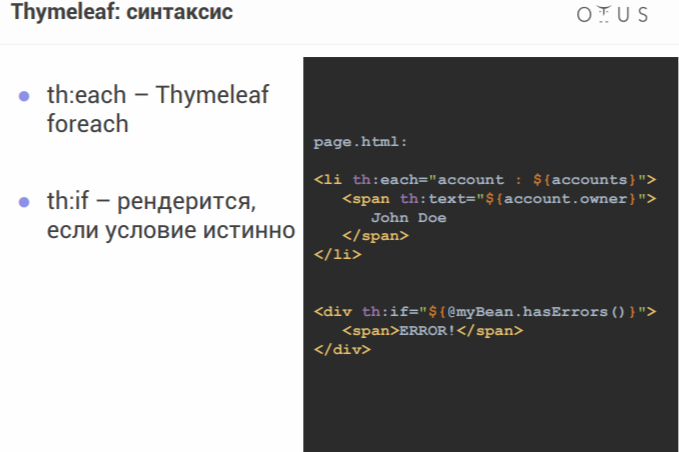 Thymeleaf: синтаксис
OTUS
th:each – Thymeleaf
foreach
th:if – рендерится,
если условие истинно
page.html:
<li th:each="account : ${accounts}">
<span th:text="${account.owner}">
John Doe
</span>
</li>
<div th:if="${@myBean.hasErrors()}">
<span>ERROR!</span>
</div>